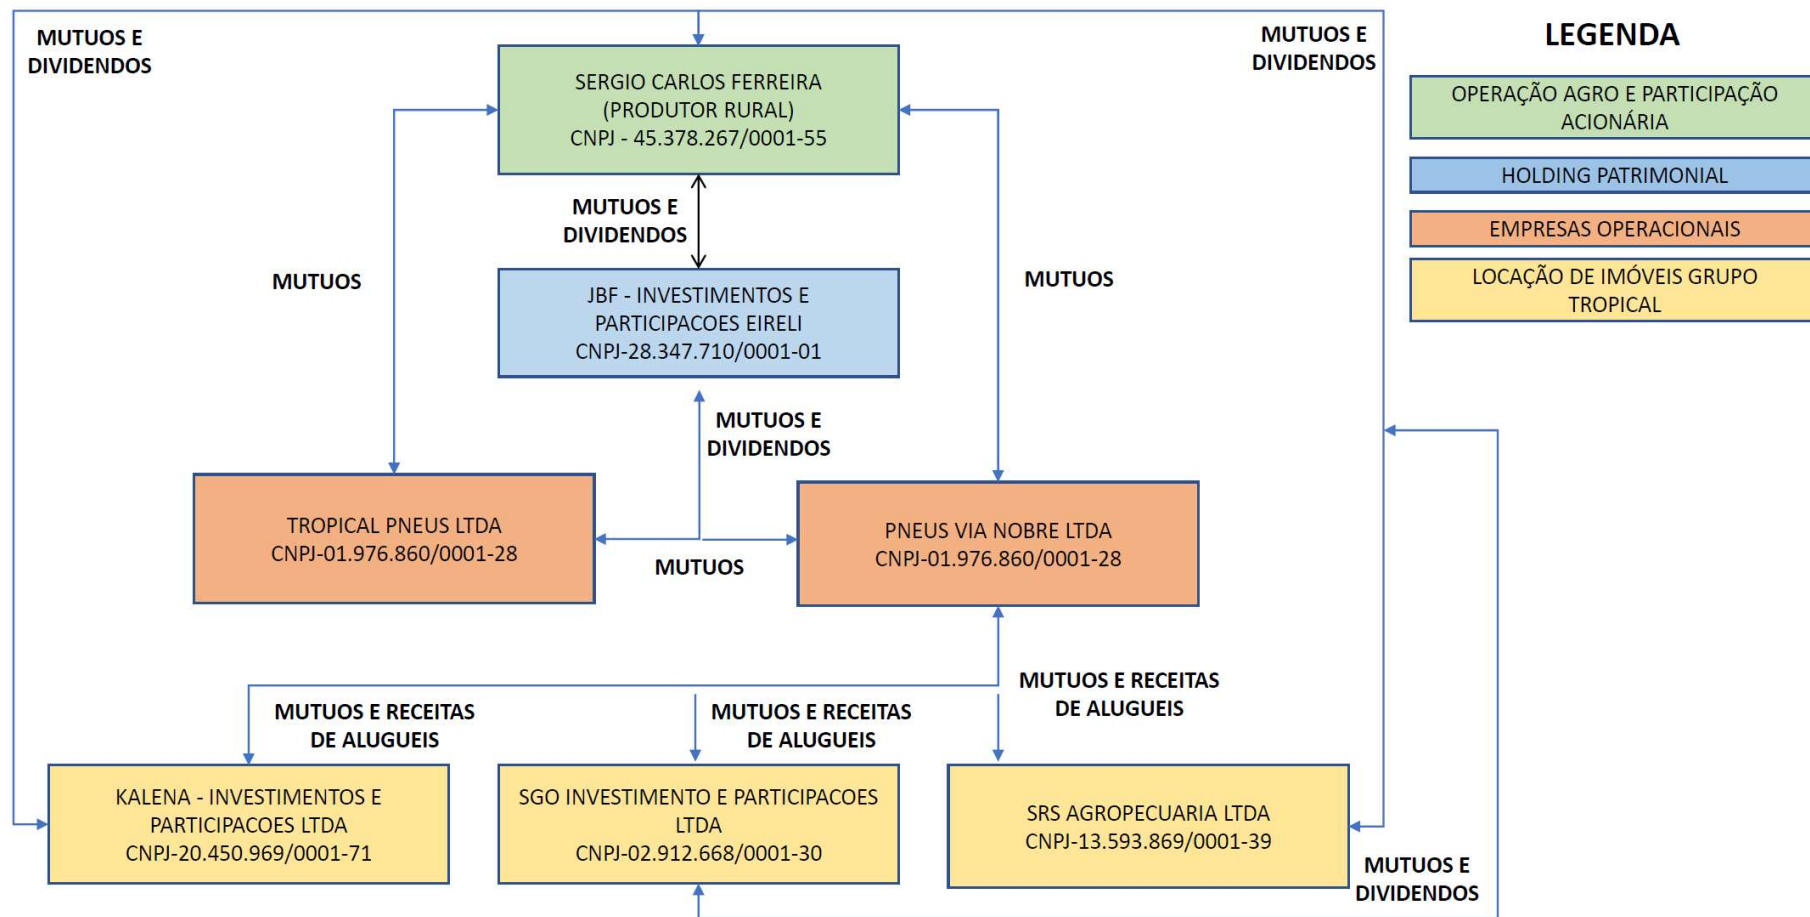 MUTUOS E
DIVIDENDOS
MUTUOS E
DIVIDENDOS
LEGENDA
SERGIO CARLOS FERREIRA
(PRODUTOR RURAL)
CNPJ - 45.378.267/0001-55
OPERAÇÃO AGRO E PARTICIPAÇÃO
ACIONÁRIA
HOLDING PATRIMONIAL
EMPRESAS OPERACIONAIS
LOCAÇÃO DE IMÓVEIS GRUPO
TROPICAL
MUTUOS E
DIVIDENDOS
MUTUOS
MUTUOS
JBF - INVESTIMENTOS E
PARTICIPACOES EIRELI
CNPJ-28.347.710/0001-01
MUTUOS E
DIVIDENDOS
TROPICAL PNEUS LTDA
CNPJ-01.976.860/0001-28
MUTUOS
PNEUS VIA NOBRE LTDA
CNPJ-01.976.860/0001-28
MUTUOS E RECEITAS
DE ALUGUEIS
MUTUOS E RECEITAS
DE ALUGUEIS
MUTUOS E RECEITAS
DE ALUGUEIS
KALENA - INVESTIMENTOS E
PARTICIPACOES LTDA
CNPJ-20.450.969/0001-71
SGO INVESTIMENTO E PARTICIPACOES
LTDA
CNPJ-02.912.668/0001-30
SRS AGROPECUARIA LTDA
CNPJ-13.593.869/0001-39
MUTUOS E
DIVIDENDOS